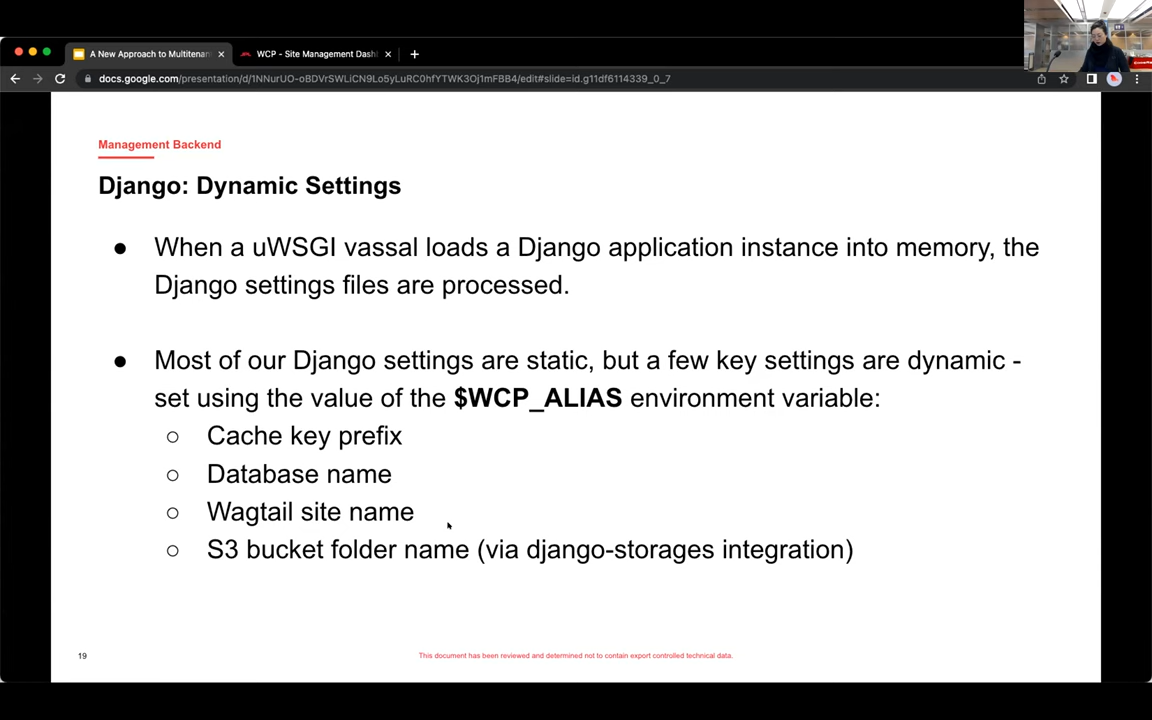 A New Approach to Multitenan
WCP - Site Management Dash
docs.google.com/presentation/d/1NNurUO-oBDVrSWLiCN9Lo5yLuRC0hfYTWK3Oj1mFBB4/edit#slide=id.g11df6114339_0_7
Management Backend
Django: Dynamic Settings
● When a uWSGI vassal loads a Django application instance into memory, the
Django settings files are processed.
● Most of our Django settings are static, but a few key settings are dynamic -
set using the value of the $WCP_ALIAS environment variable:
○ Cache key prefix
○ Database name
○ Wagtail site name
○ S3 bucket folder name (via django-storages integration)
19
This document has been reviewed and determined not to contain export controlled technical data.